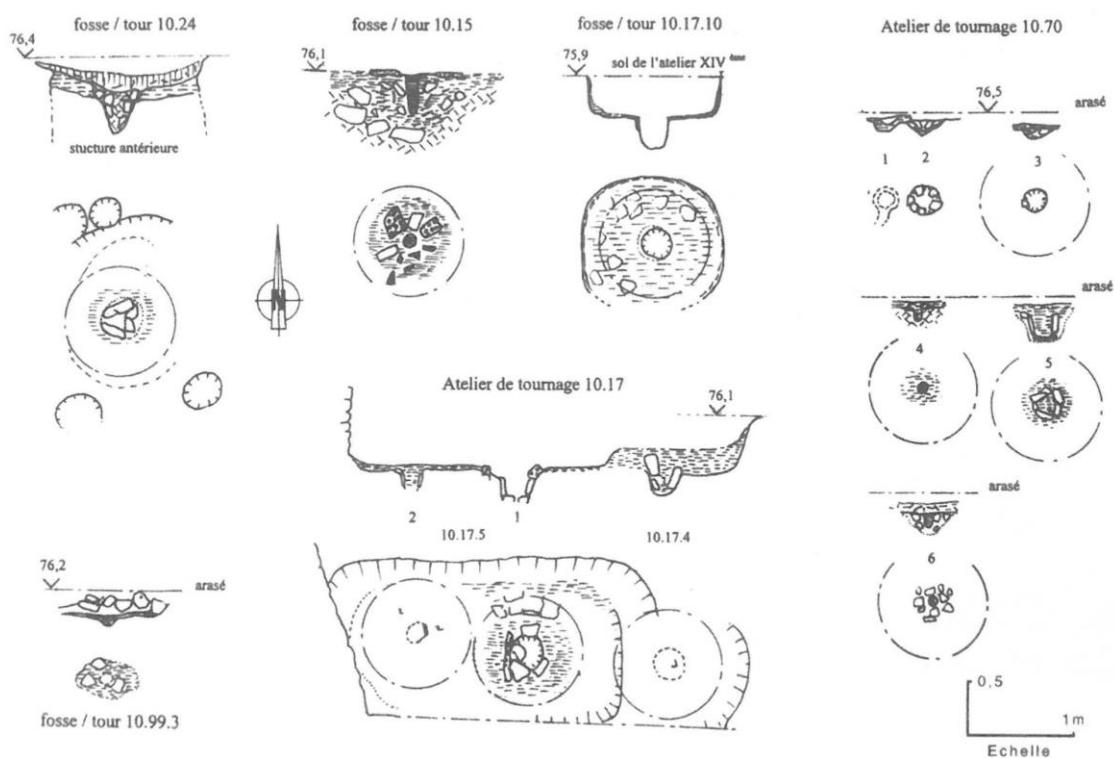 fosse / tour 10.24
76,4
stucture antérieure
fosse / tour 10.15
76,1
fosse / tour 10.17.10
75,9
sol de l'atelier XIV ème
Atelier de tournage 10.70
76,5
arasé
1
2
3
arasé
4
5
arasé
6
N
Atelier de tournage 10.17
76,1
2
1
10.17.5
10.17.4
76,2
arasé
fosse / tour 10.99.3
0,5
1m
Echelle